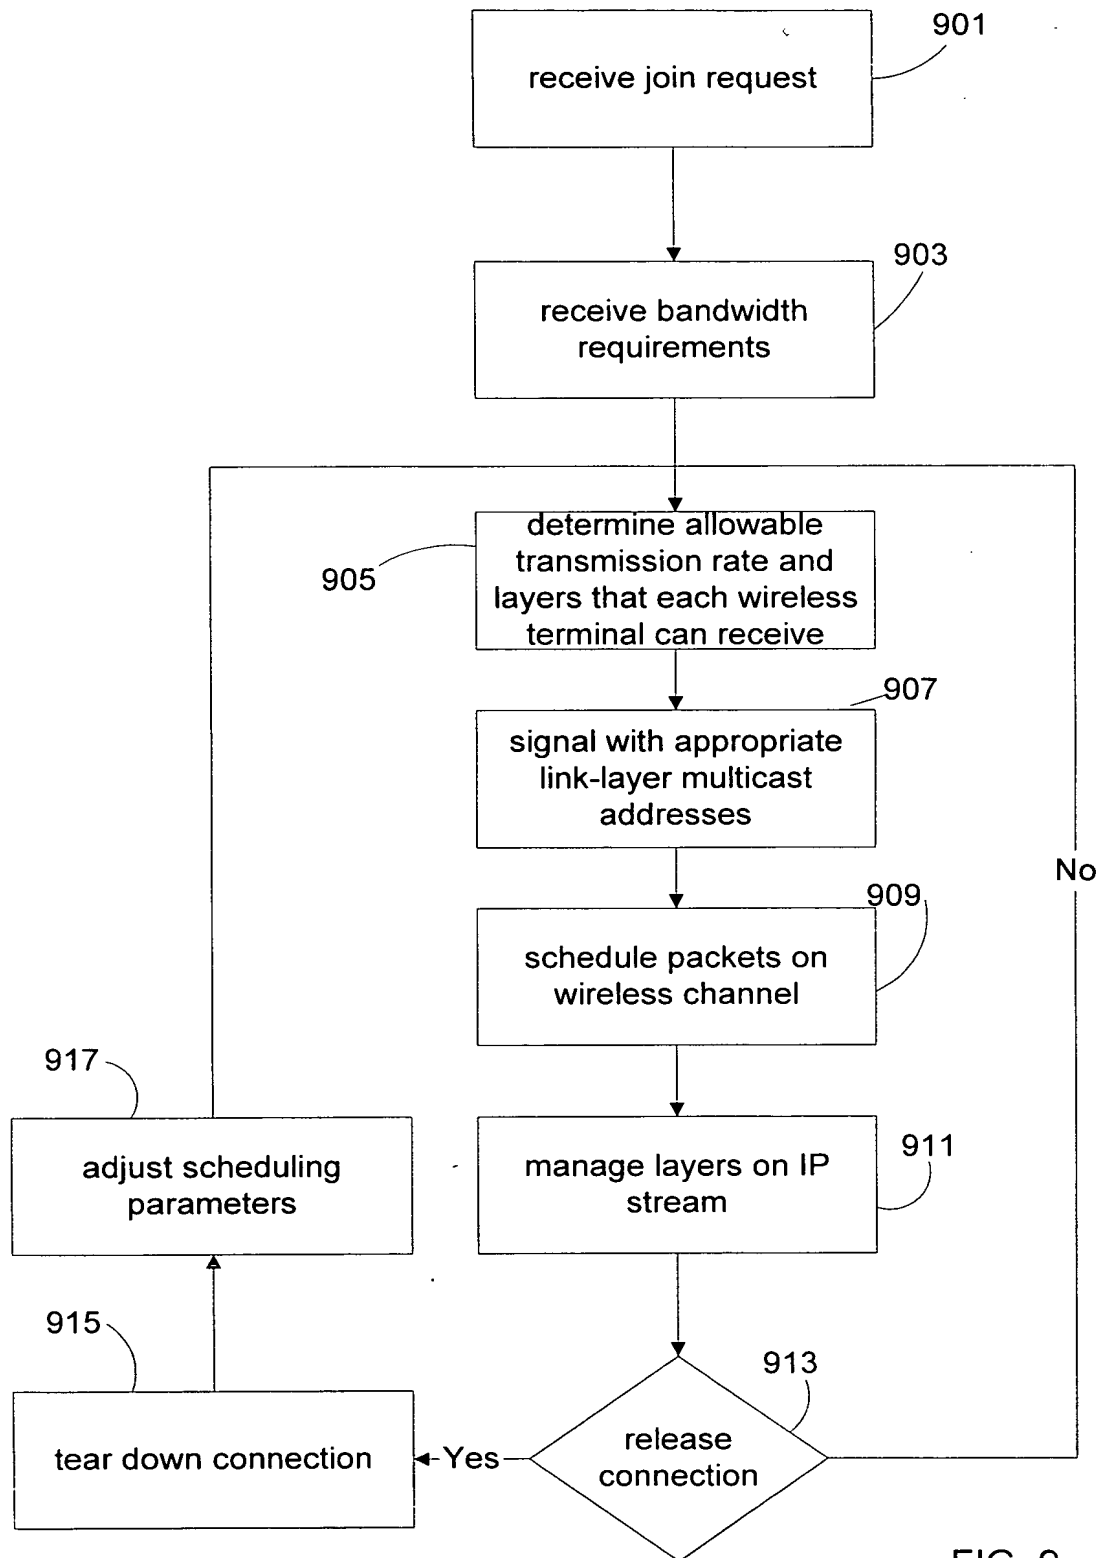 901
receive join request
903
receive bandwidth
requirements
determine allowable
transmission rate and
layers that each wireless
terminal can receive
905
907
signal with appropriate
link-layer multicast
addresses
No
909
schedule packets on
wireless channel
917
adjust scheduling
parameters
911
manage layers on IP
stream
915
tear down connection
Yes
913
release
connection
FIG. 9